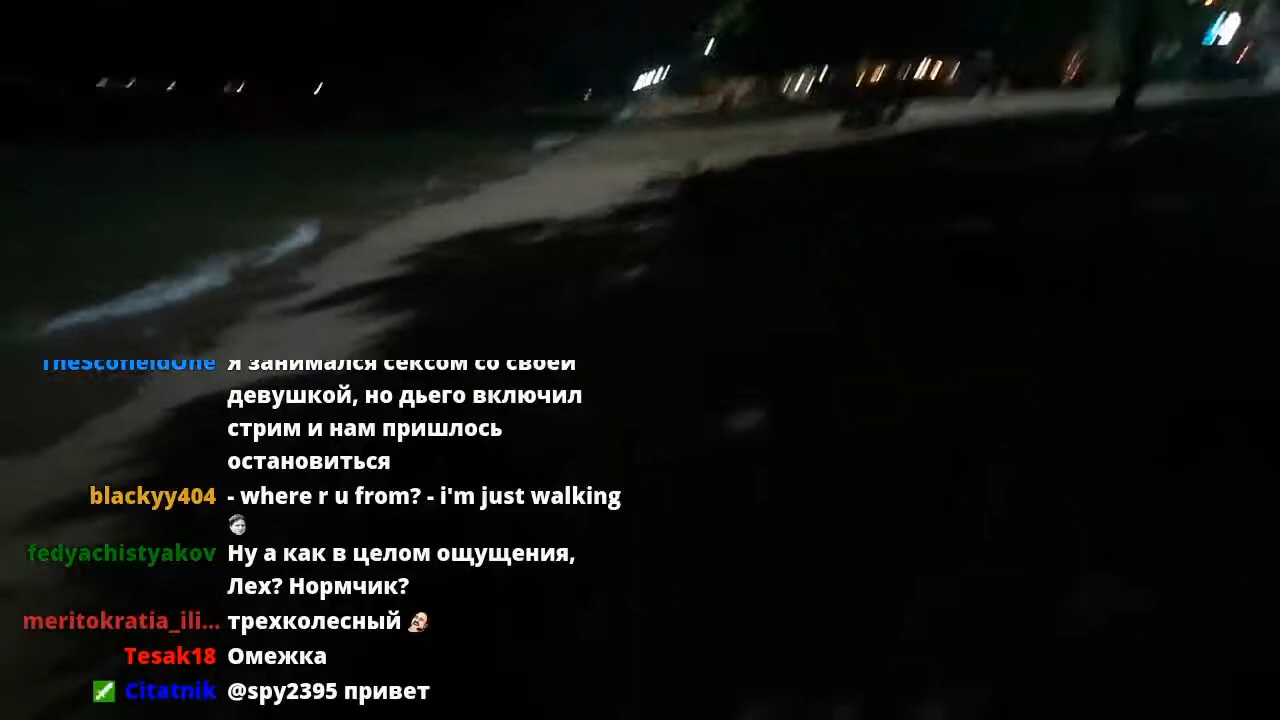 TheScofieldOne я занимался сексом со своей
девушкой, но дьего включил
стрим и нам пришлось
остановиться
blackyy404 - where r u from? - i'm just walking
fedyachistyakov Ну а как в целом ощущения,
Лех? Нормчик?
meritokratia_ili... трехколесный
Tesak18 Омежка
Citatnik @spy2395 привет